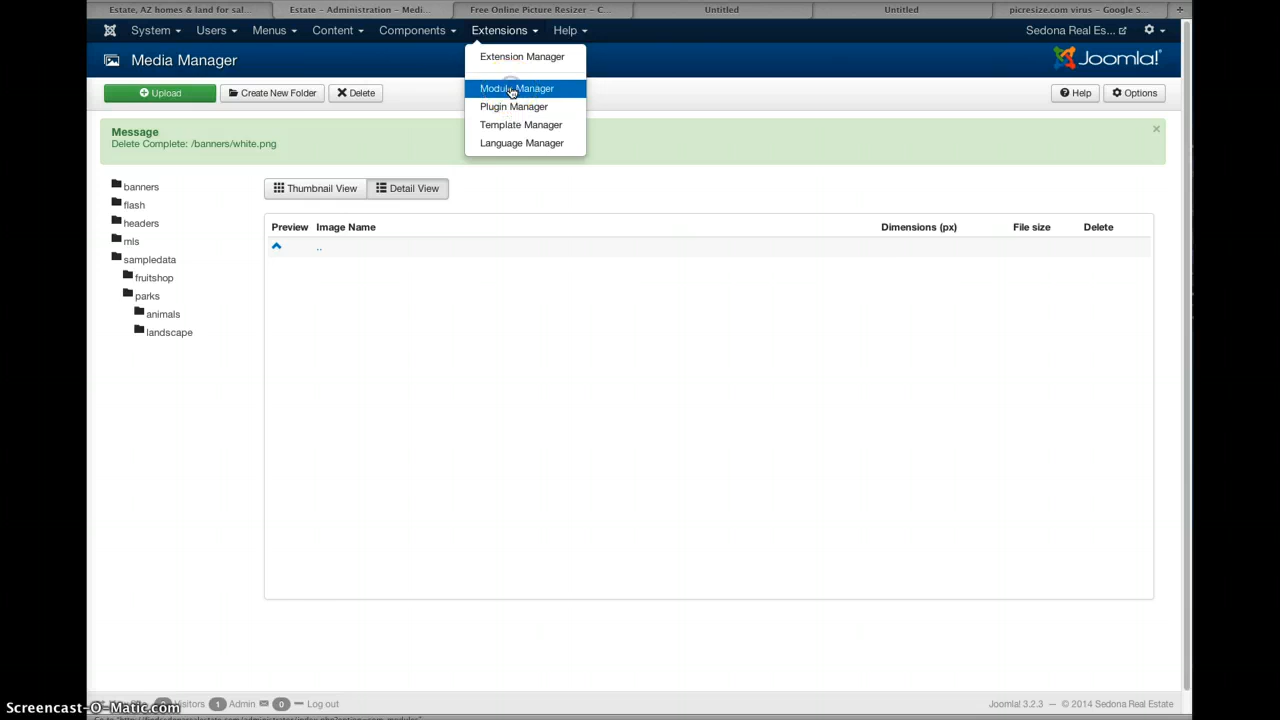 Estate, AZ homes & land for sal... Estate – Administration – Medi... Free Online Picture Resizer – C... Untitled Untitled picresize.com virus – Google S...
System Users Menus Content Components Extensions Help Sedona Real Es...
Media Manager Joomla!
Extension Manager
Module Manager
Plugin Manager
Template Manager
Language Manager
Upload Create New Folder Delete Help Options
Message
Delete Complete: /banners/white.png
banners
flash
headers
mls
sampledata
fruitshop
parks
animals
landscape
Thumbnail View Detail View
Preview Image Name Dimensions (px) File size Delete
..
1 Admin 0 Log out Joomla! 3.2.3 — © 2014 Sedona Real Estate
Screencast-O-Matic.com